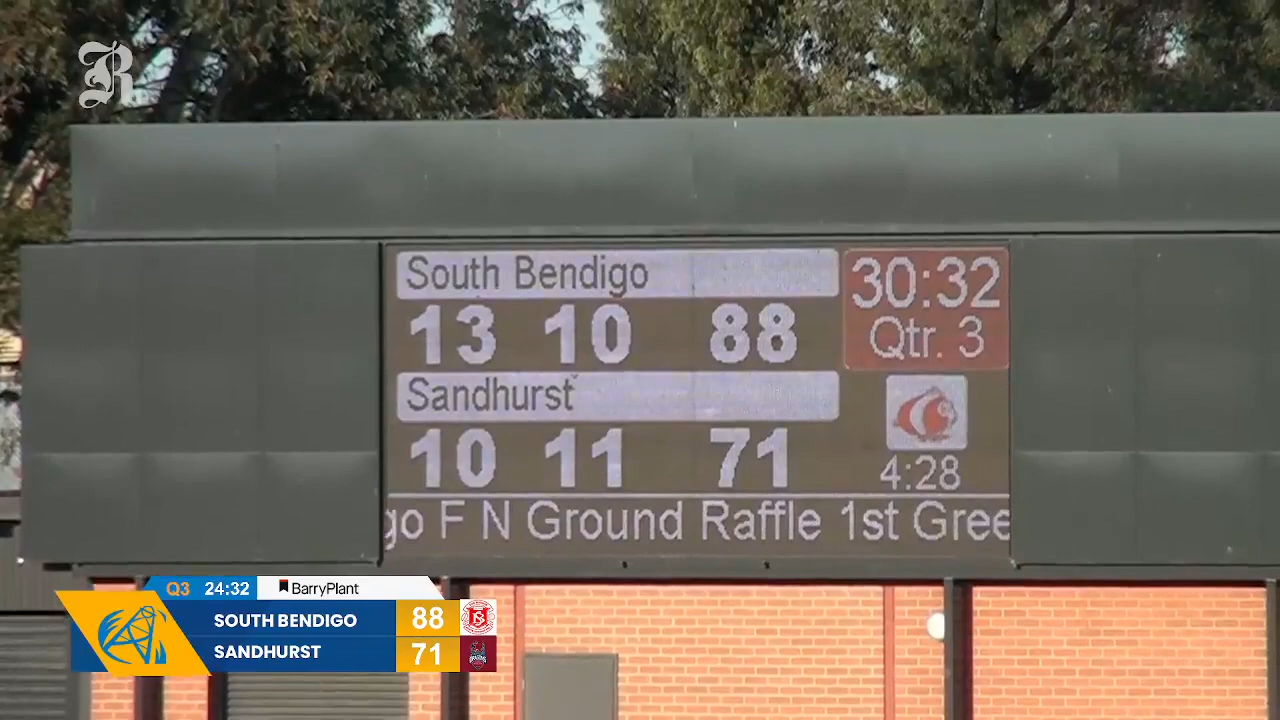 B
South Bendigo
30:32
13 10 88
Qtr. 3
Sandhurst
10 11 71
4:28
go F N Ground Raffle 1st Gree
Q3 24:32 BarryPlant
SOUTH BENDIGO 88
SANDHURST 71